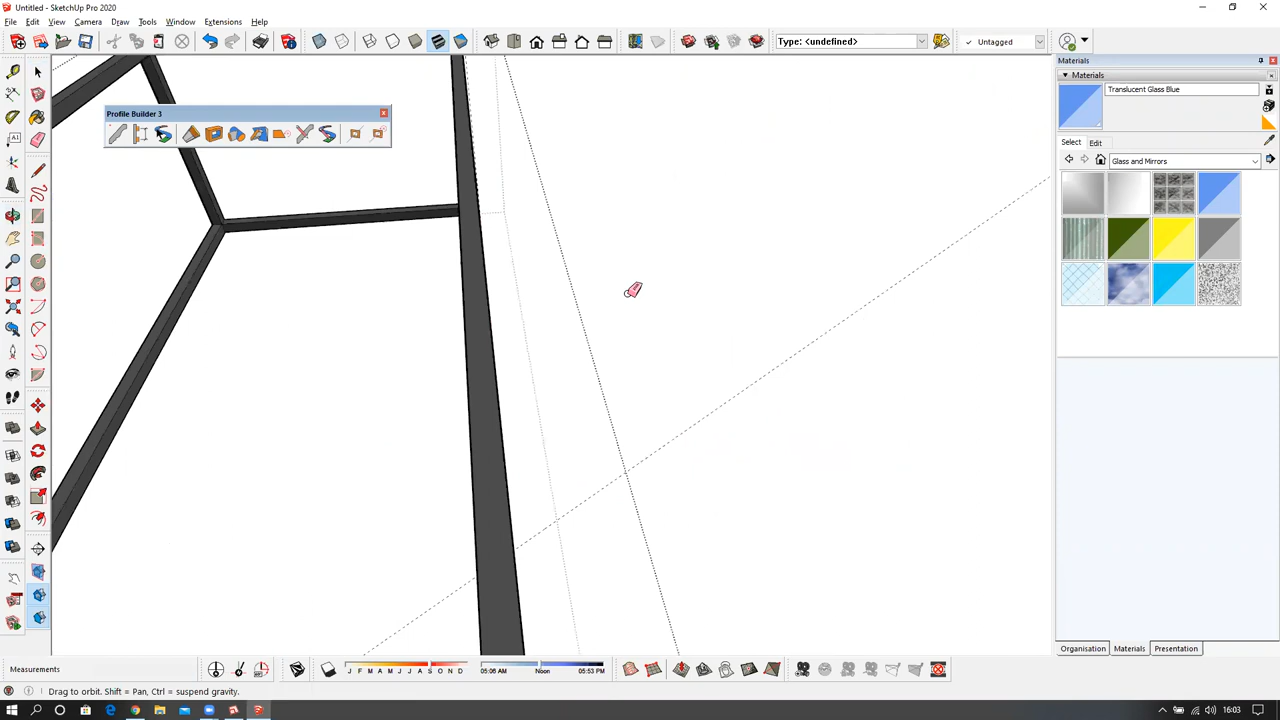 Untitled - SketchUp Pro 2020
File Edit View Camera Draw Tools Window Extensions Help
Type: <undefined>
Untagged
Profile Builder 3
Materials
Materials
Translucent Glass Blue
Select Edit
Glass and Mirrors
A1
Organisation Materials Presentation
Measurements
J F M A M J J A S O N D
05:06 AM Noon 05:53 PM
Drag to orbit. Shift = Pan, Ctrl = suspend gravity.
16:03